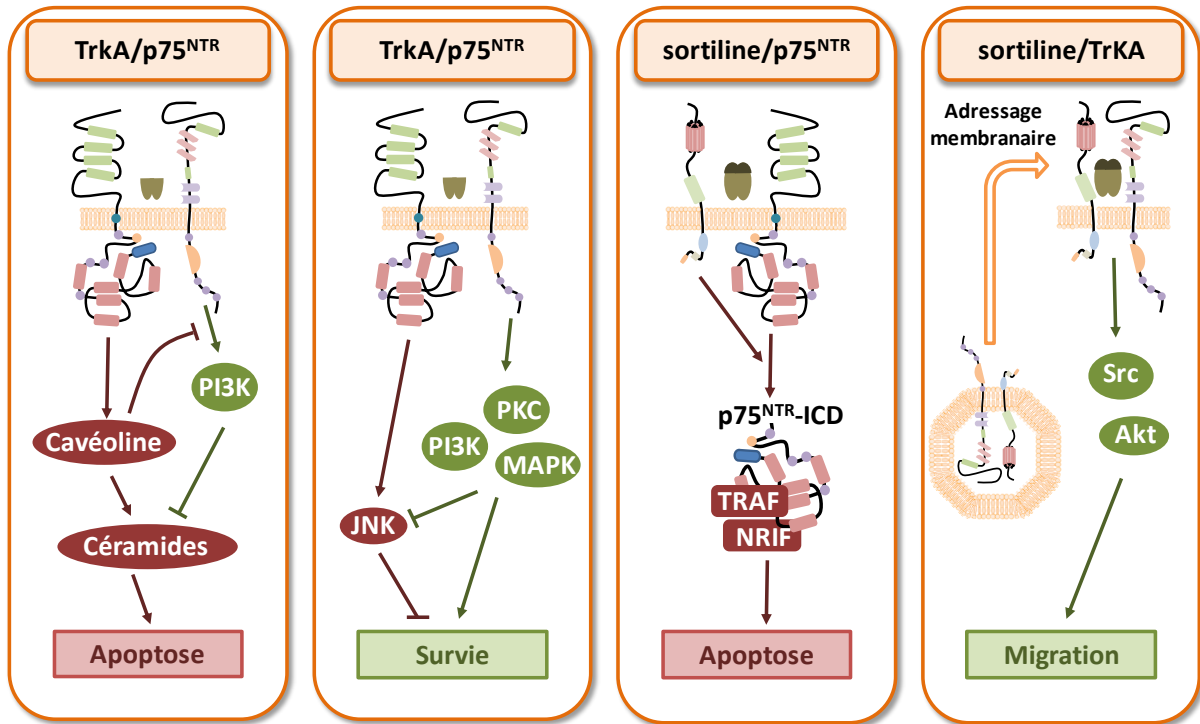 TrkA/p75NTR
Cavéoline
PI3K
Céramides
Apoptose
TrkA/p75NTR
PKC
PI3K
MAPK
JNK
Survie
sortiline/p75NTR
p75NTR-ICD
TRAF
NRIF
Apoptose
sortiline/TrKA
Adressage
membranaire
Src
Akt
Migration